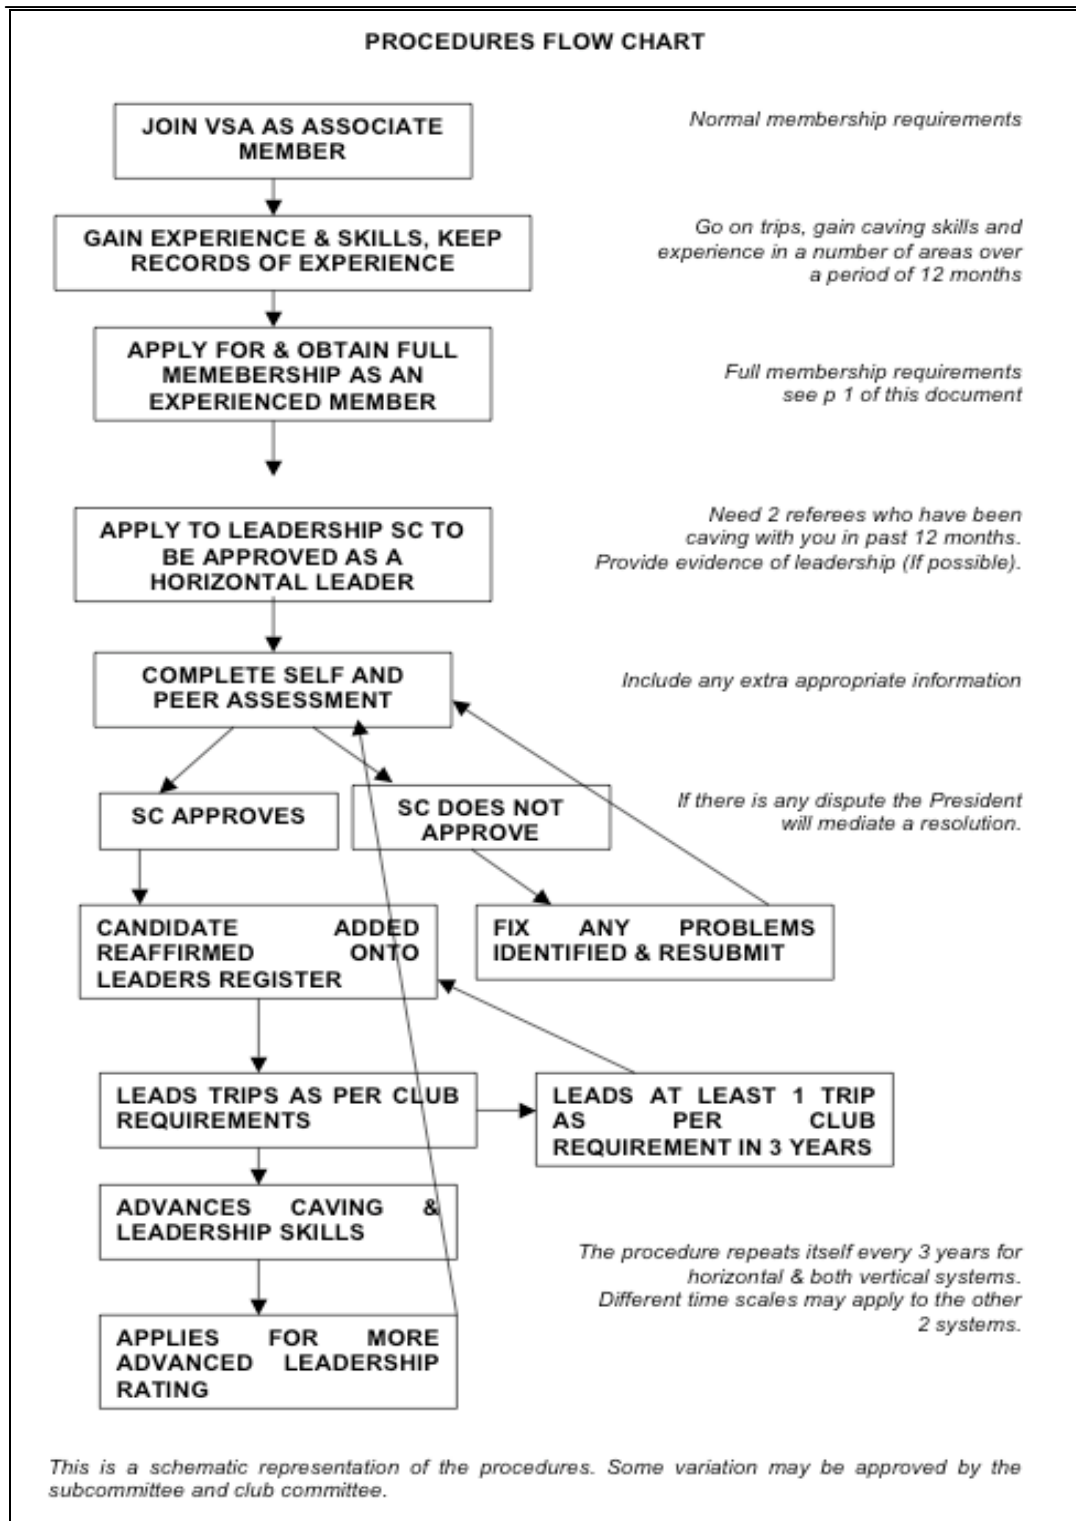 PROCEDURES FLOW CHART
JOIN VSA AS ASSOCIATE
MEMBER
Normal membership requirements
GAIN EXPERIENCE & SKILLS, KEEP
RECORDS OF EXPERIENCE
Go on trips, gain caving skills and
experience in a number of areas over
a period of 12 months
APPLY FOR & OBTAIN FULL
MEMEBERSHIP AS AN
EXPERIENCED MEMBER
Full membership requirements
see p 1 of this document
APPLY TO LEADERSHIP SC TO
BE APPROVED AS A
HORIZONTAL LEADER
Need 2 referees who have been
caving with you in past 12 months.
Provide evidence of leadership (If possible).
COMPLETE SELF AND
PEER ASSESSMENT
Include any extra appropriate information
SC APPROVES
SC DOES NOT
APPROVE
If there is any dispute the President
will mediate a resolution.
CANDIDATE ADDED
REAFFIRMED ONTO
LEADERS REGISTER
FIX ANY PROBLEMS
IDENTIFIED & RESUBMIT
LEADS TRIPS AS PER CLUB
REQUIREMENTS
LEADS AT LEAST 1 TRIP
AS PER CLUB
REQUIREMENT IN 3 YEARS
ADVANCES CAVING &
LEADERSHIP SKILLS
The procedure repeats itself every 3 years for
horizontal & both vertical systems.
Different time scales may apply to the other
2 systems.
APPLIES FOR MORE
ADVANCED LEADERSHIP
RATING
This is a schematic representation of the procedures. Some variation may be approved by the
subcommittee and club committee.